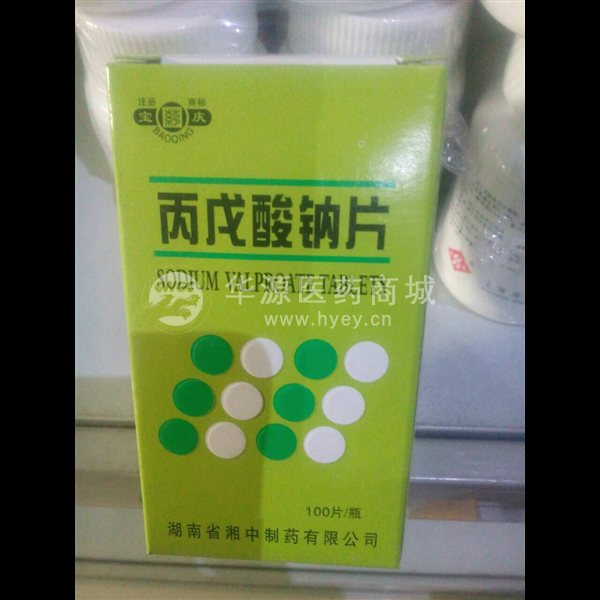 注册 商标
宝 庆
BAOQING
丙戊酸钠片
SODIUM VALPROATE TABLETS
华源医药商城
www.hyey.cn
100片/瓶
湖南省湘中制药有限公司